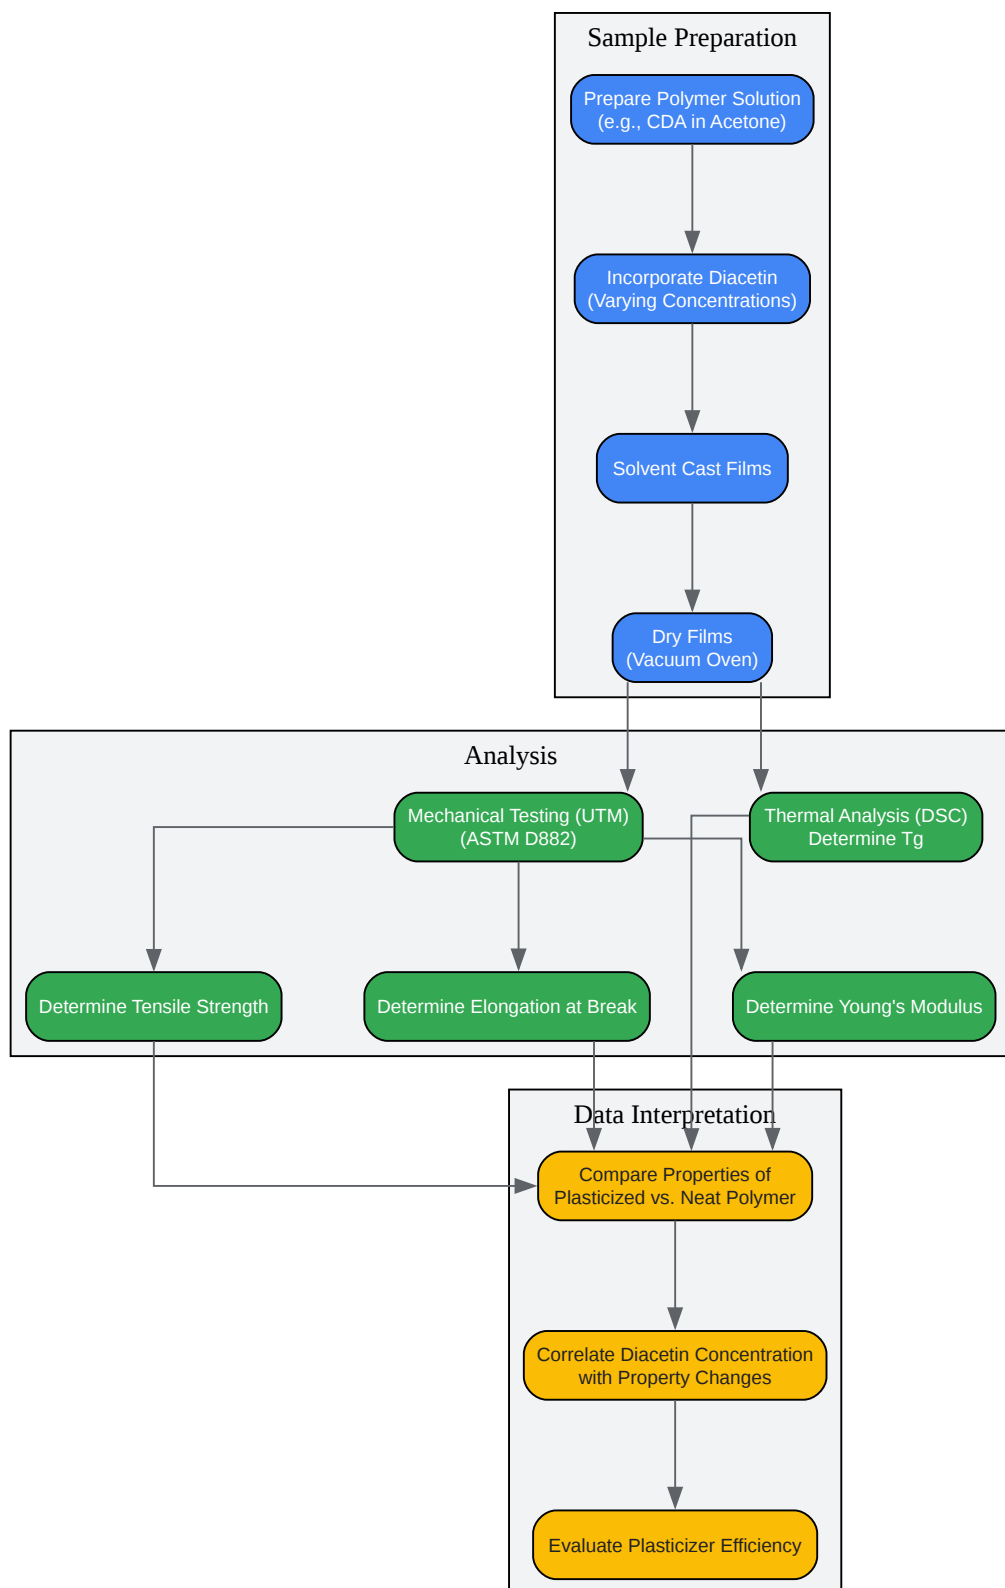 Sample Preparation
Prepare Polymer Solution
(e.g., CDA in Acetone)
Incorporate Diacetin
(Varying Concentrations)
Solvent Cast Films
Dry Films
(Vacuum Oven)
Analysis
Mechanical Testing (UTM)
(ASTM D882)
Thermal Analysis (DSC)
Determine Tg
Determine Tensile Strength
Determine Elongation at Break
Determine Young's Modulus
Data Interpretation
Compare Properties of
Plasticized vs. Neat Polymer
Correlate Diacetin Concentration
with Property Changes
Evaluate Plasticizer Efficiency